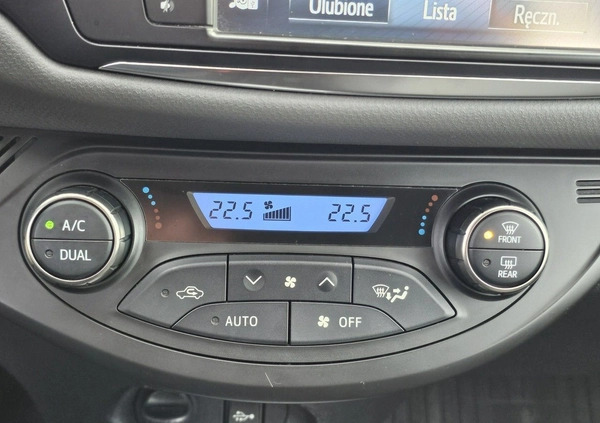 Ulubione
Lista
Ręczn.
22.5
22.5
A/C
DUAL
FRONT
REAR
AUTO
OFF